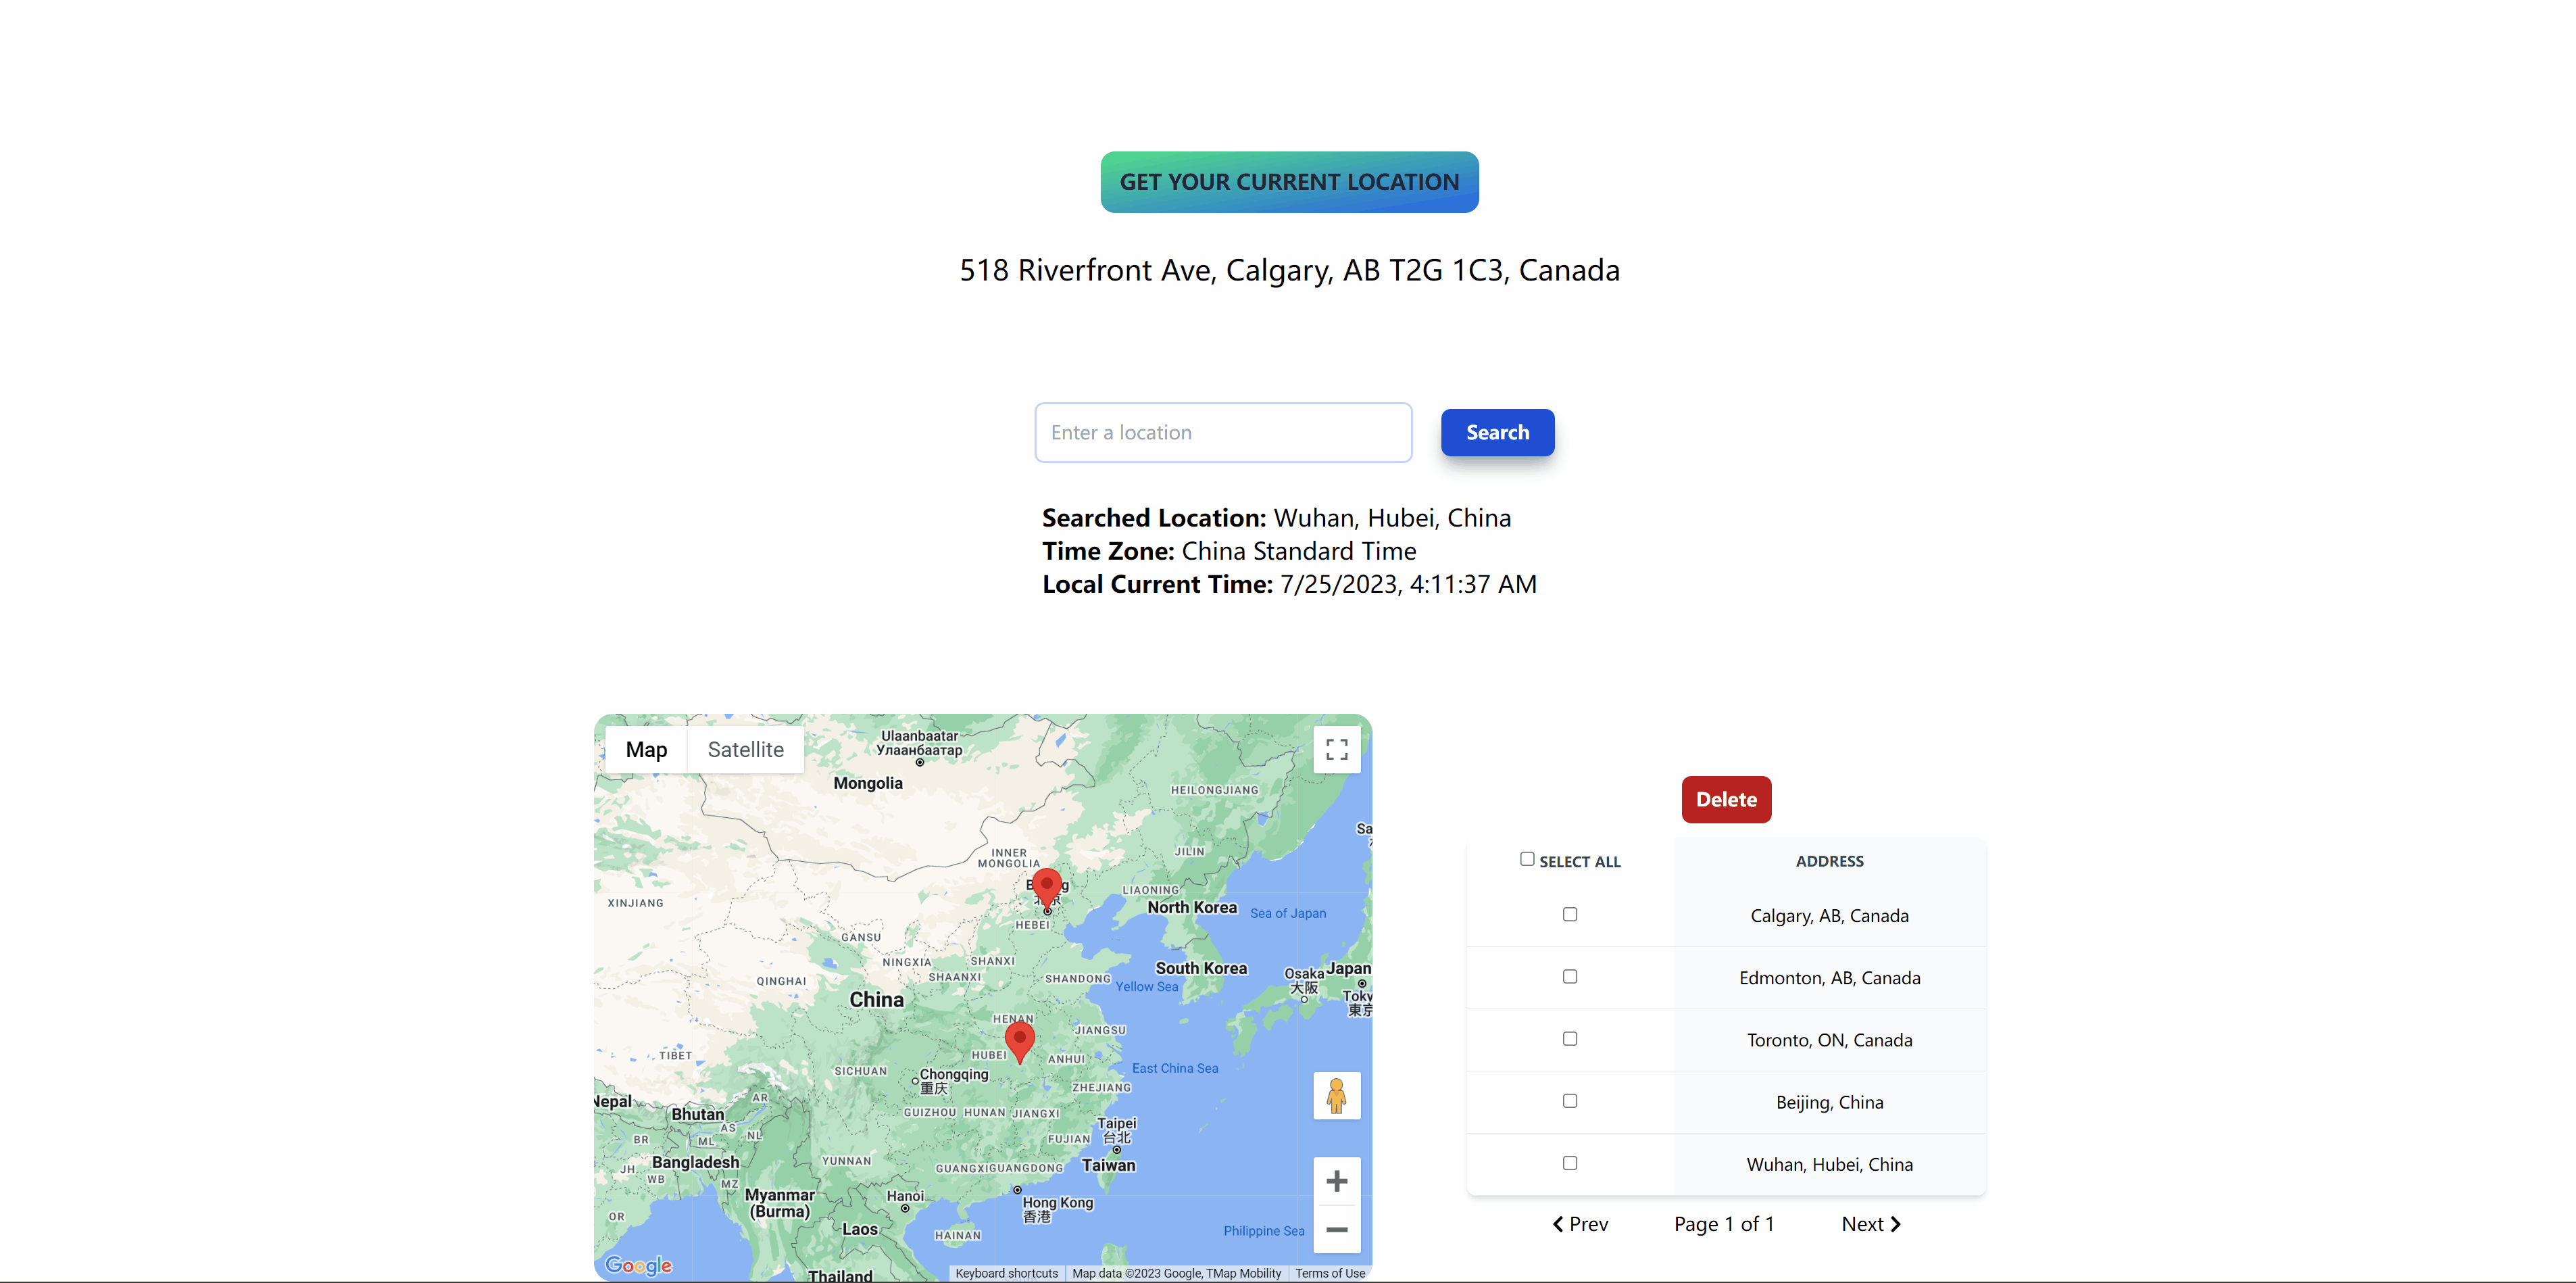 GET YOUR CURRENT LOCATION
518 Riverfront Ave, Calgary, AB T2G 1C3, Canada
Enter a location
Search
Searched Location: Wuhan, Hubei, China
Time Zone: China Standard Time
Local Current Time: 7/25/2023, 4:11:37 AM
Map
Satellite
Ulaanbaatar
Улаанбаатар
Mongolia
HEILONGJIANG
INNER
MONGOLIA
JILIN
LIAONING
XINJIANG
North Korea
Sea of Japan
HEBEI
GANSU
NINGXIA
SHANXI
SHAANXI
SHANDONG
South Korea
Osaka
大阪
Japan
QINGHAI
Yellow Sea
China
HENAN
JIANGSU
TIBET
HUBEI
ANHUI
SICHUAN
Chongqing
重庆
East China Sea
ZHEJIANG
Nepal
Bhutan
AR
AS
NL
GUIZHOU
HUNAN
JIANGXI
Taipei
台北
BR
ML
FUJIAN
Bangladesh
JH
WB
MZ
YUNNAN
GUANGXI
GUANGDONG
Taiwan
Myanmar
(Burma)
Hanoi
Hong Kong
香港
OR
Laos
HAINAN
Philippine Sea
Thailand
Google
Keyboard shortcuts
Map data ©2023 Google, TMap Mobility
Terms of Use
Delete
SELECT ALL
ADDRESS
Calgary, AB, Canada
Edmonton, AB, Canada
Toronto, ON, Canada
Beijing, China
Wuhan, Hubei, China
Prev
Page 1 of 1
Next